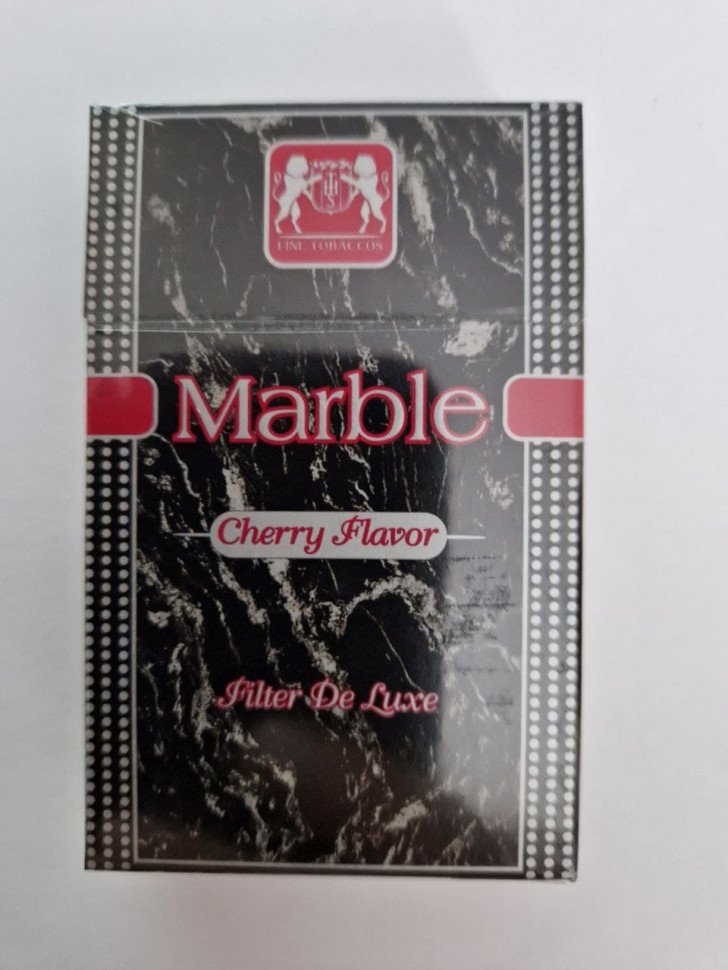 FINE TOBACCOS
Marble
Cherry Flavor
Filter De Luxe